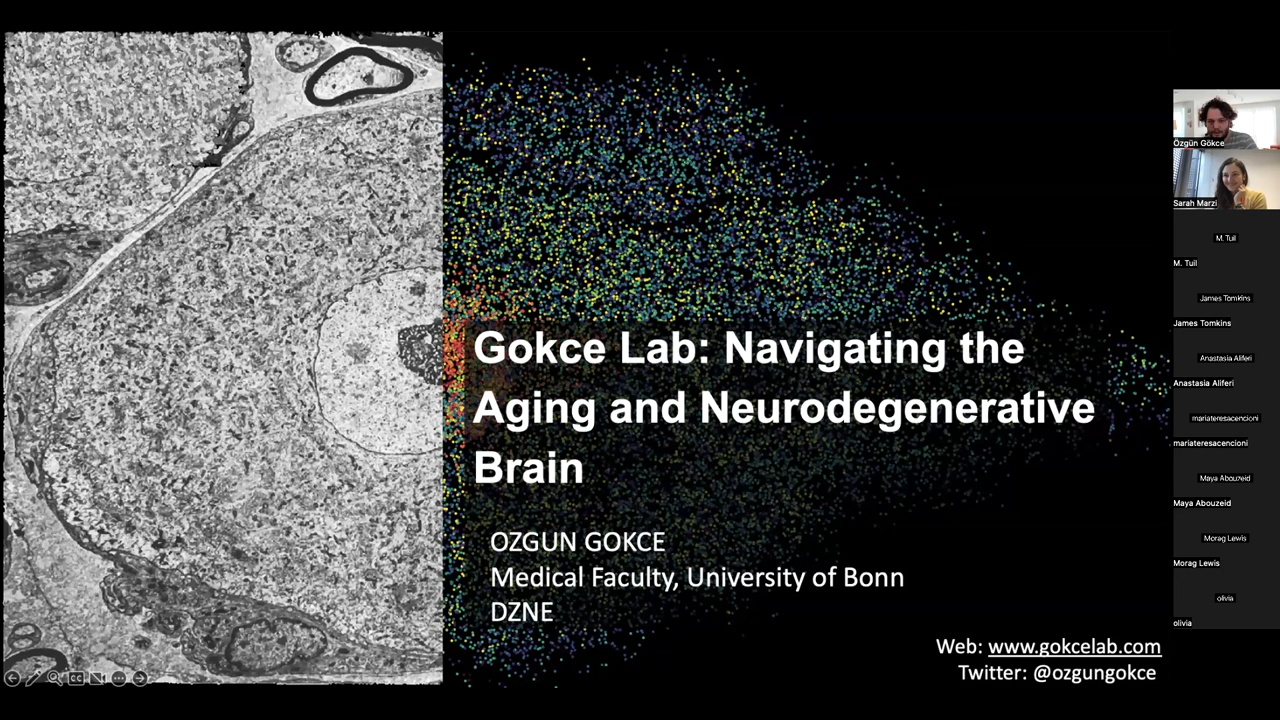 Gokce Lab: Navigating the
Aging and Neurodegenerative
Brain
OZGUN GOKCE
Medical Faculty, University of Bonn
DZNE
Web: www.gokcelab.com
Twitter: @ozgungokce
Özgün Gökce
Sarah Marzi
M. Tuil
M. Tuil
James Tomkins
James Tomkins
Anastasia Aliferi
Anastasia Aliferi
mariateresacencioni
mariateresacencioni
Maya Abouzeid
Maya Abouzeid
Morag Lewis
Morag Lewis
olivia
olivia
CC